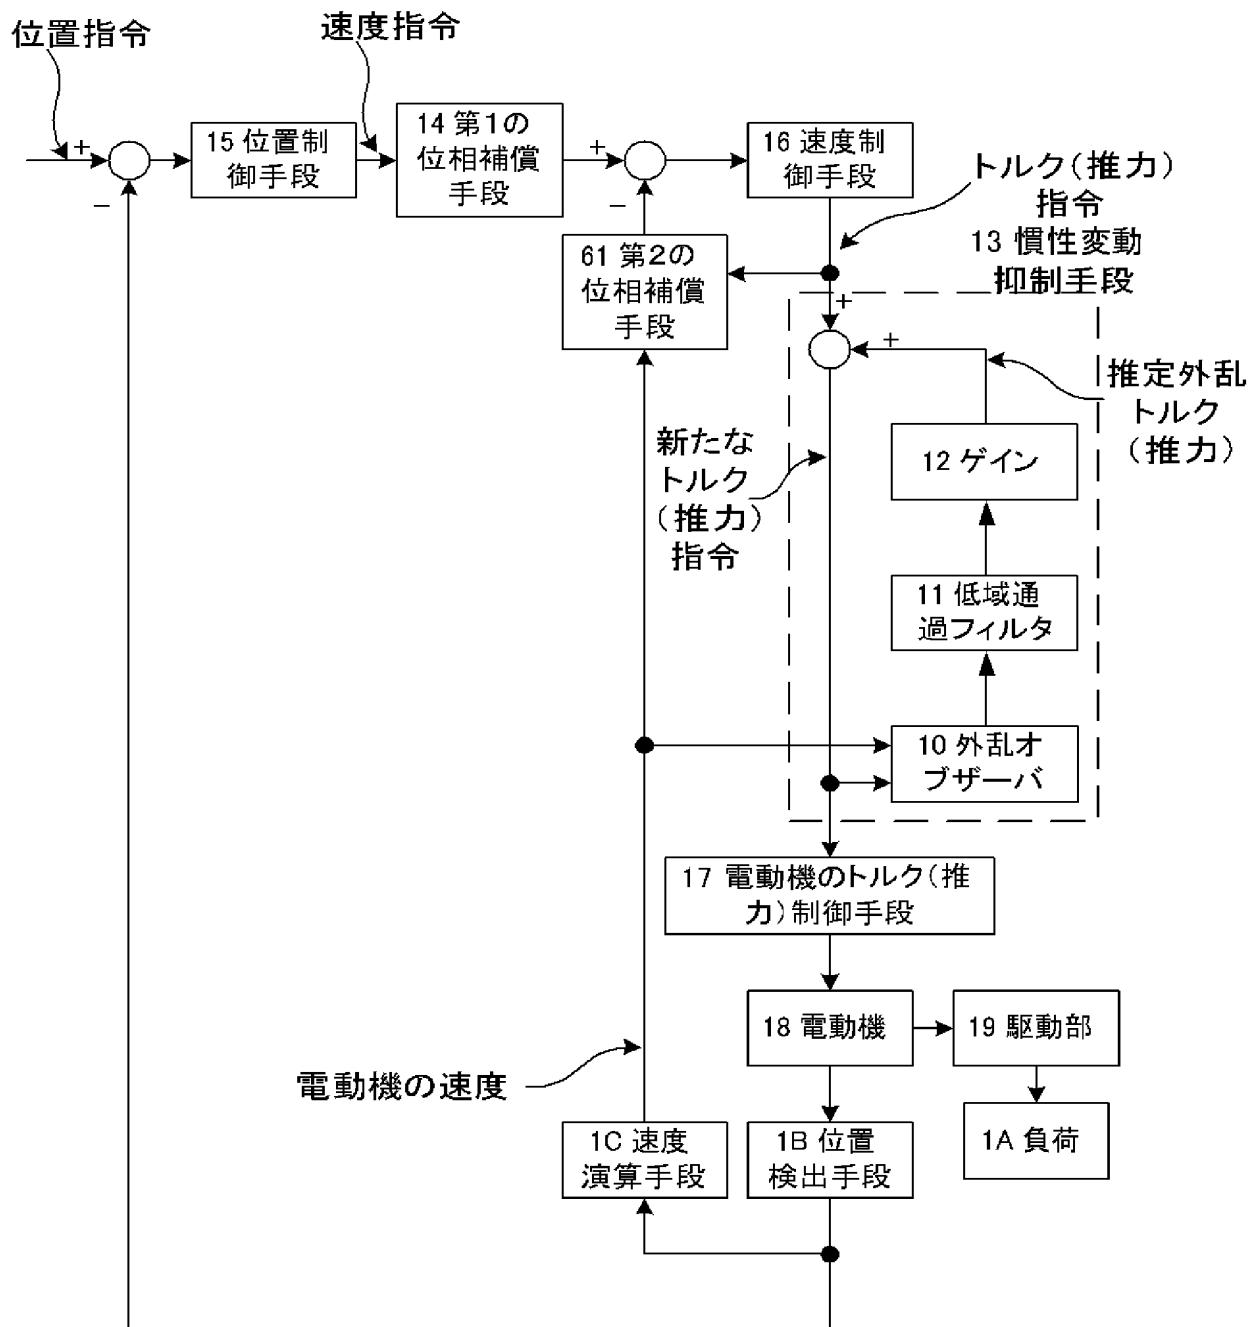 位置指令
速度指令
+
15 位置制
御手段
14 第1の
位相補償
手段
+
16 速度制
御手段
トルク(推力)
指令
13 慣性変動
抑制手段
−
−
61 第2の
位相補償
手段
+
+
推定外乱
トルク
(推力)
新たな
トルク
(推力)
指令
12 ゲイン
11 低域通
過フィルタ
10 外乱オ
ブザーバ
17 電動機のトルク(推
力)制御手段
18 電動機
19 駆動部
電動機の速度
1C 速度
演算手段
1B 位置
検出手段
1A 負荷